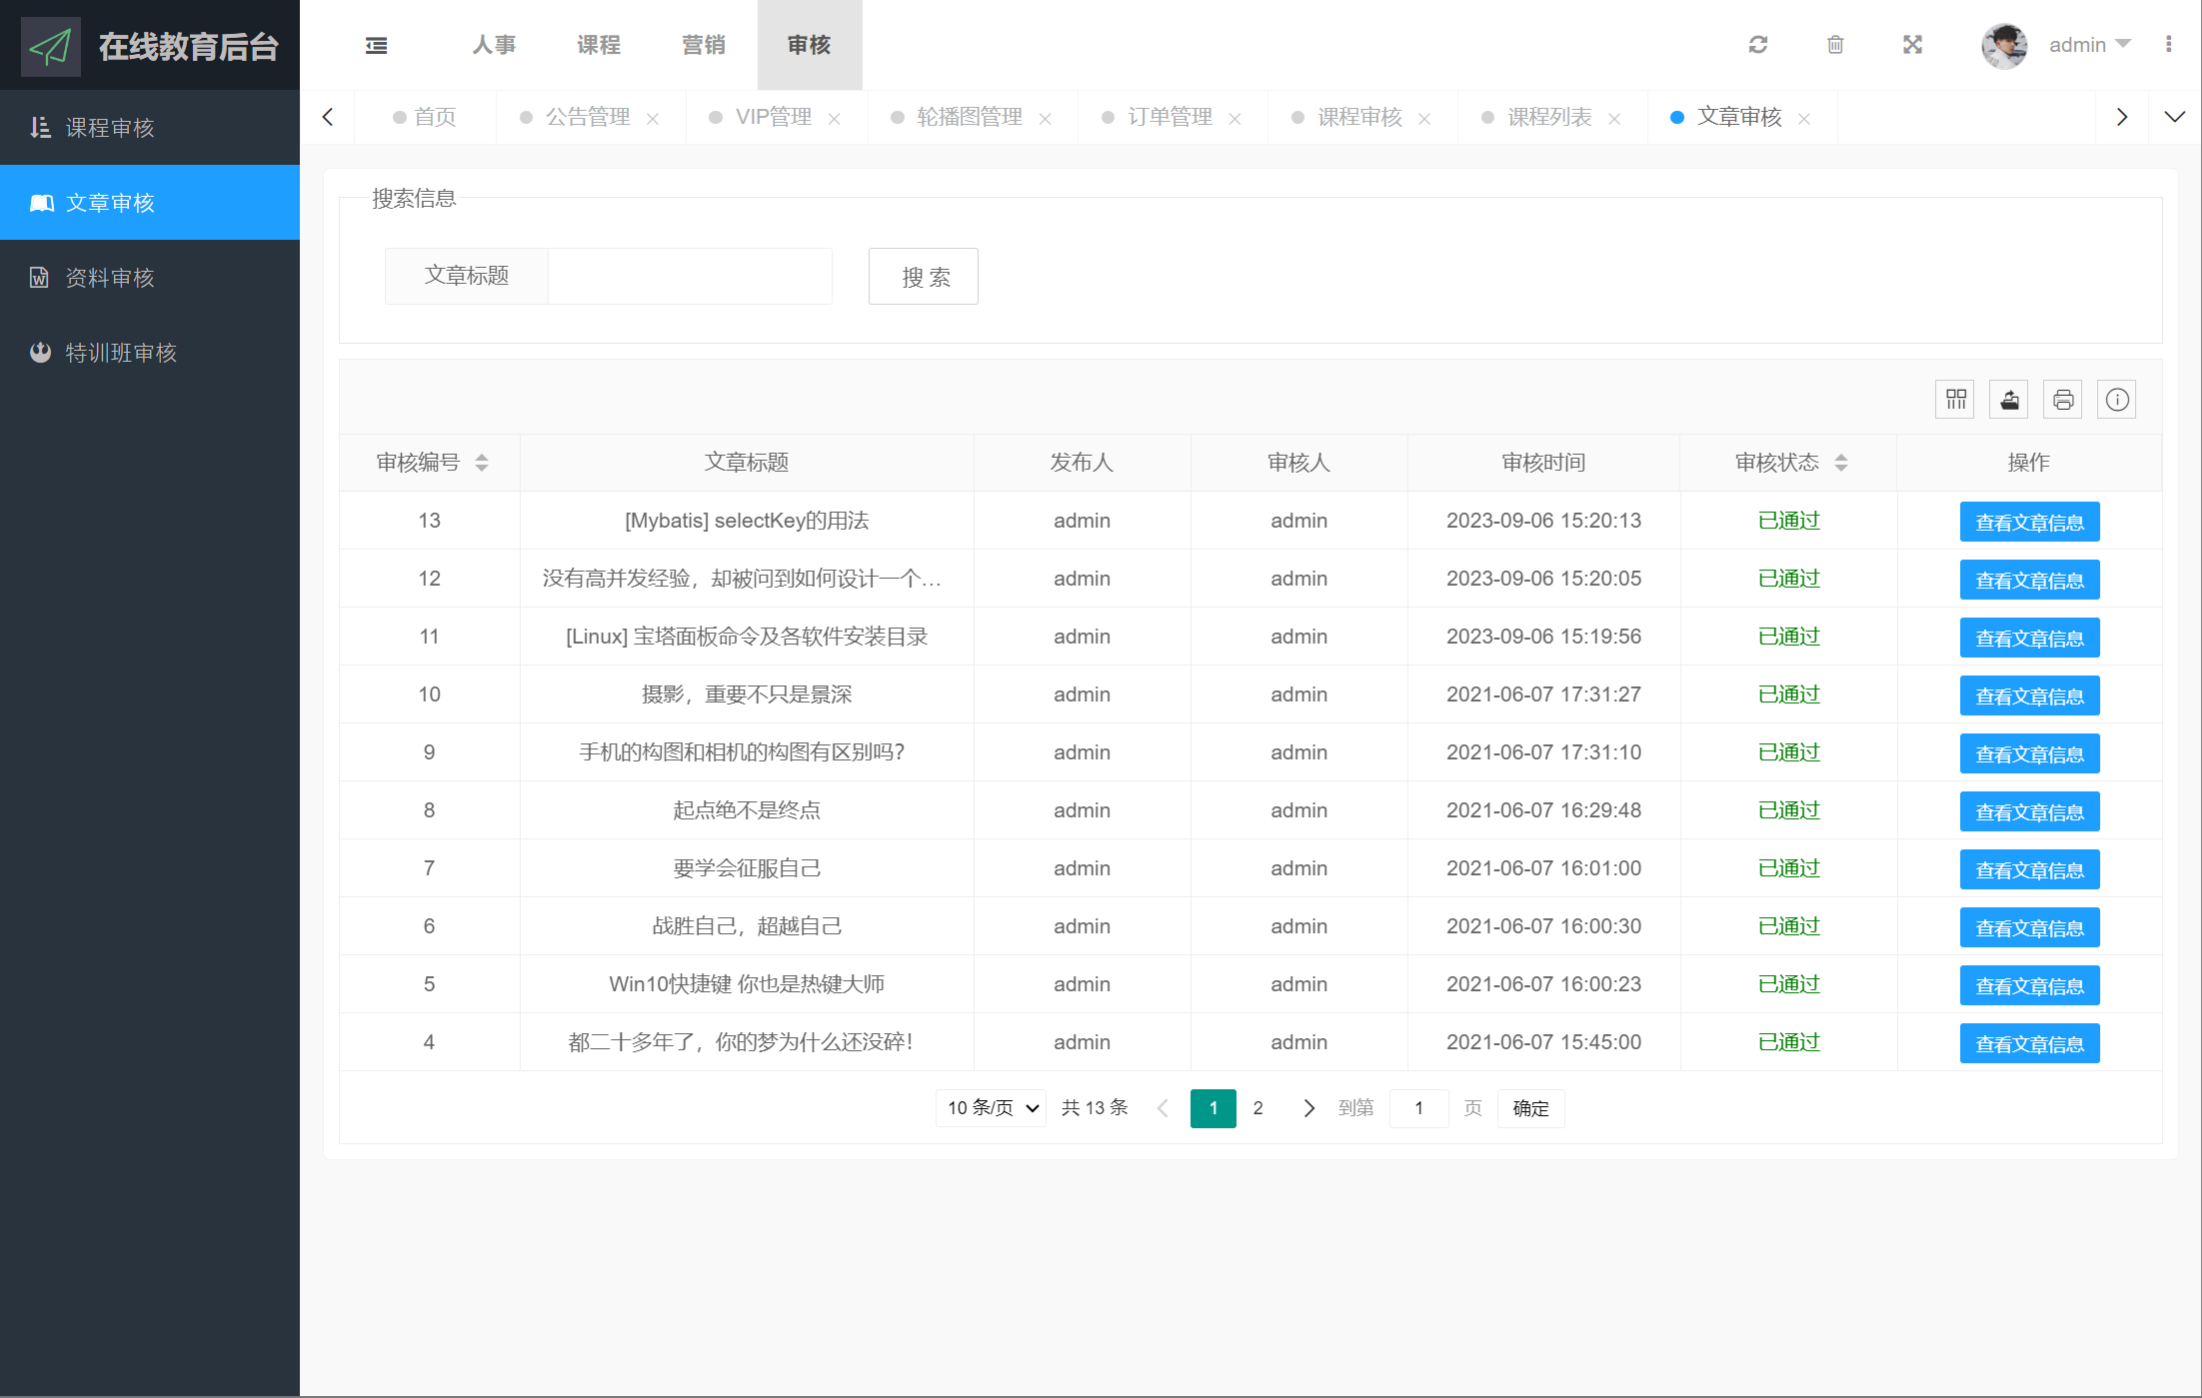 在线教育后台
人事 课程 营销 审核 admin
首页 公告管理 VIP管理 轮播图管理 订单管理 课程审核 课程列表 文章审核
课程审核
文章审核
资料审核
特训班审核
搜索信息
文章标题 搜 索
审核编号 文章标题 发布人 审核人 审核时间 审核状态 操作
13 [Mybatis] selectKey的用法 admin admin 2023-09-06 15:20:13 已通过 查看文章信息
12 没有高并发经验，却被问到如何设计一个… admin admin 2023-09-06 15:20:05 已通过 查看文章信息
11 [Linux] 宝塔面板命令及各软件安装目录 admin admin 2023-09-06 15:19:56 已通过 查看文章信息
10 摄影，重要不只是景深 admin admin 2021-06-07 17:31:27 已通过 查看文章信息
9 手机的构图和相机的构图有区别吗？ admin admin 2021-06-07 17:31:10 已通过 查看文章信息
8 起点绝不是终点 admin admin 2021-06-07 16:29:48 已通过 查看文章信息
7 要学会征服自己 admin admin 2021-06-07 16:01:00 已通过 查看文章信息
6 战胜自己，超越自己 admin admin 2021-06-07 16:00:30 已通过 查看文章信息
5 Win10快捷键 你也是热键大师 admin admin 2021-06-07 16:00:23 已通过 查看文章信息
4 都二十多年了，你的梦为什么还没碎！ admin admin 2021-06-07 15:45:00 已通过 查看文章信息
10 条/页 共 13 条 1 2 到第 1 页 确定